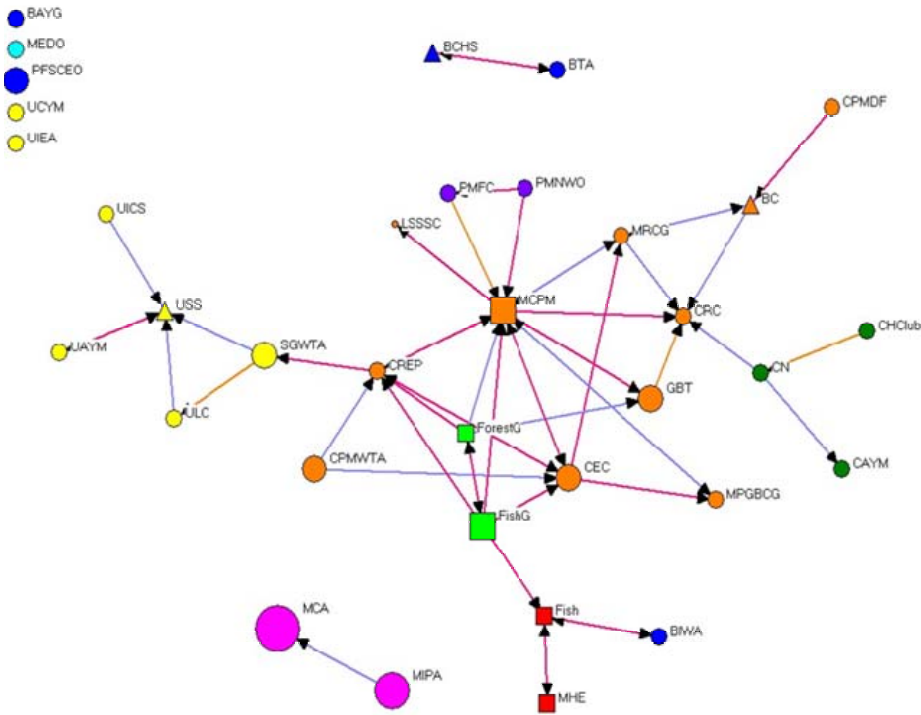 BAYG
MEDO
PFSCEO
UCYM
UIEA
BCHS
BTA
CPMDF
PMFC
PMNWO
BC
UICS
LSSSC
MRCG
USS
MCPM
CRC
CHClub
UAYM
SGWTA
CREP
CN
GBT
ULC
ForestG
CPMWTA
CEC
CAYM
MPGBCG
FishG
MCA
Fish
BIWA
MIPA
MHE